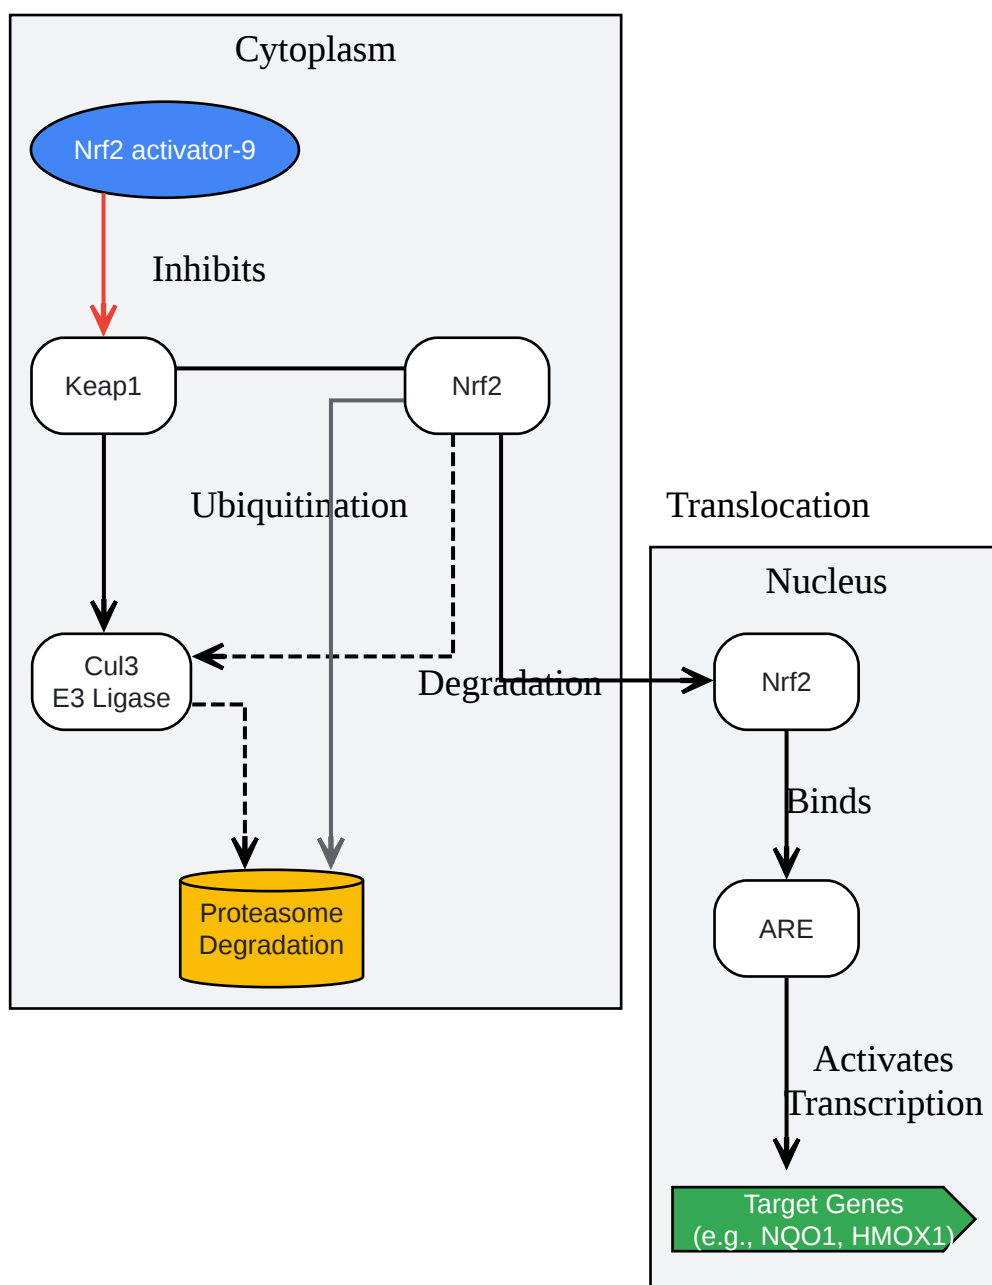 Cytoplasm
Nrf2 activator-9
Inhibits
Keap1
Nrf2
Ubiquitination
Translocation
Nucleus
Cul3
E3 Ligase
Degradation
Nrf2
Binds
Proteasome
Degradation
ARE
Activates
Transcription
Target Genes
(e.g., NQO1, HMOX1)